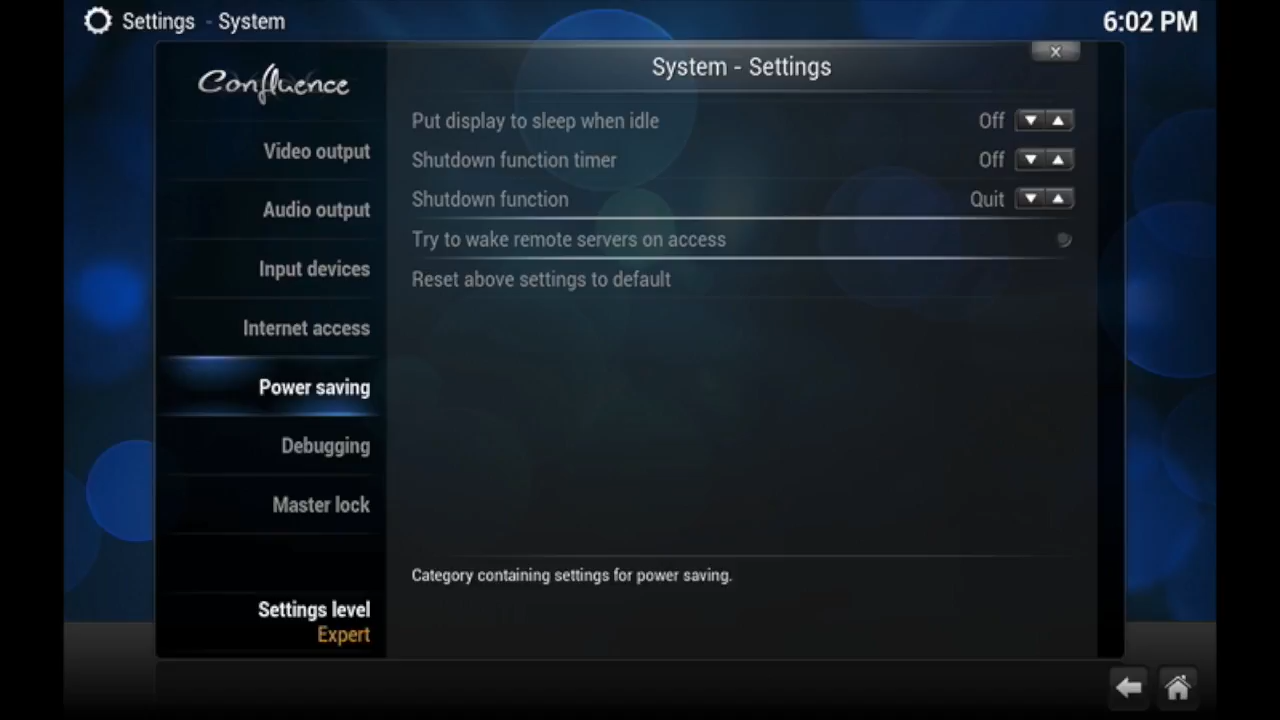 Settings - System
6:02 PM
Confluence
System - Settings
Video output
Audio output
Input devices
Internet access
Power saving
Debugging
Master lock
Settings level
Expert
Put display to sleep when idle Off
Shutdown function timer Off
Shutdown function Quit
Try to wake remote servers on access
Reset above settings to default
Category containing settings for power saving.